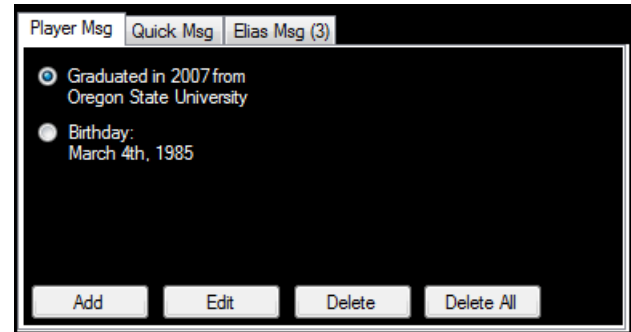 Player Msg Quick Msg Elias Msg (3)
Graduated in 2007 from
Oregon State University
Birthday:
March 4th, 1985
Add Edit Delete Delete All